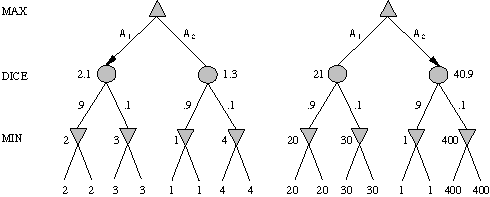 MAX
A1 A2 A1 A2
DICE 2.1 1.3 21 40.9
.9 .1 .9 .1 .9 .1 .9 .1
MIN 2 3 1 4 20 30 1 400
2 2 3 3 1 1 4 4 20 20 30 30 1 1 400 400